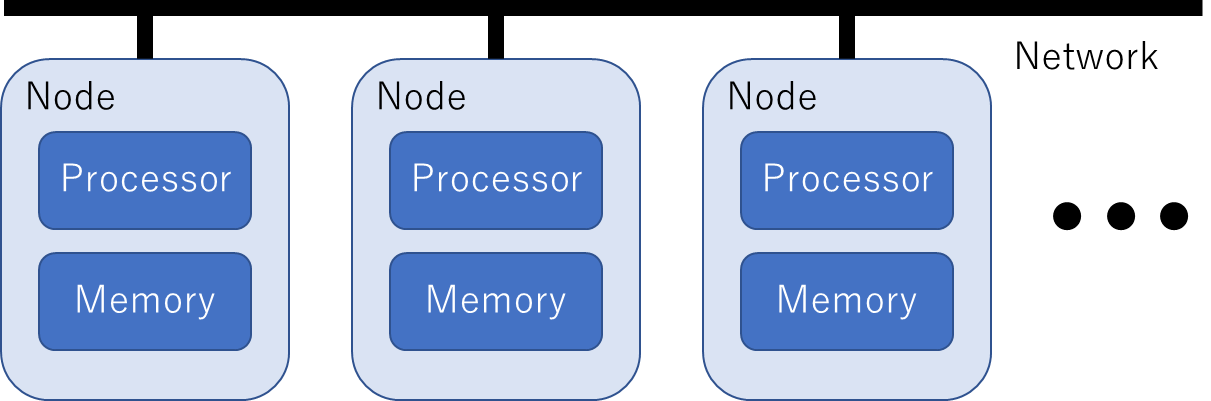 Network
Node
Node
Node
Processor
Processor
Processor
Memory
Memory
Memory